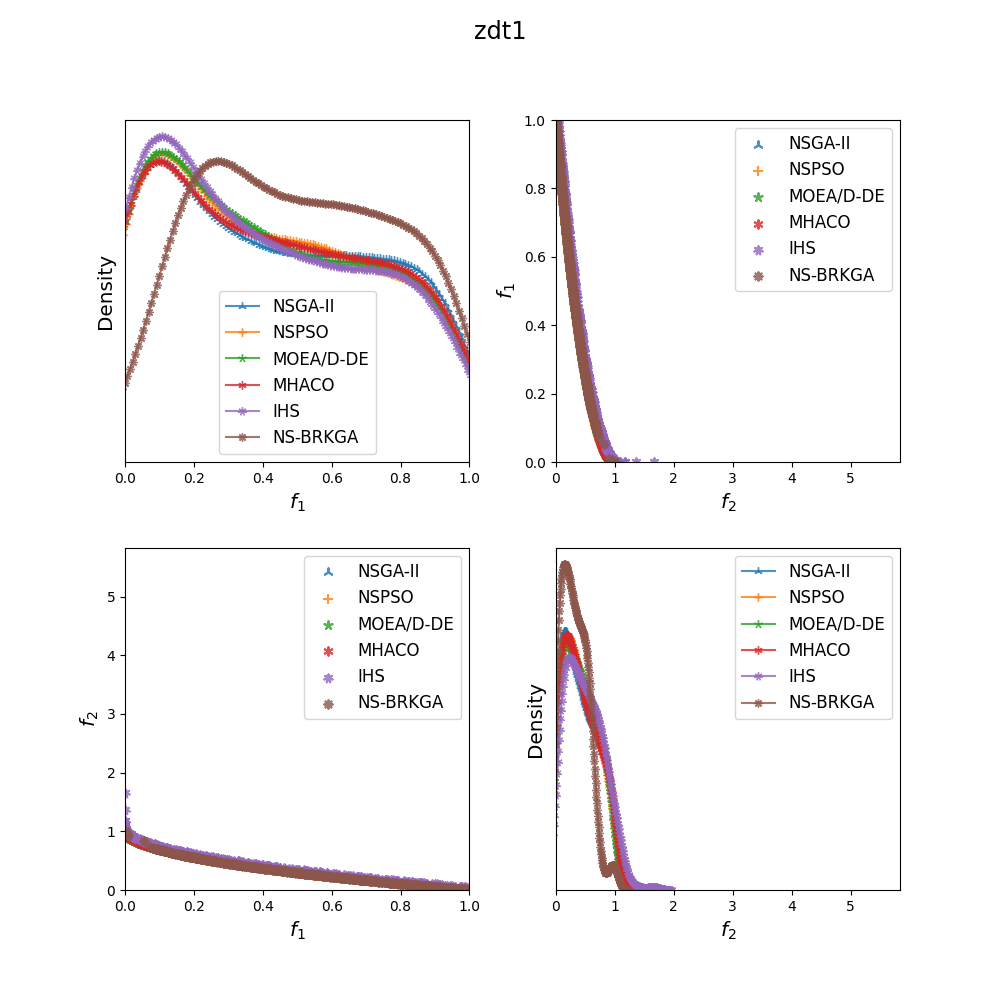 zdt1
Density
NSGA-II
NSPSO
MOEA/D-DE
MHACO
IHS
NS-BRKGA
0.0 0.2 0.4 0.6 0.8 1.0
f1
f1
1.0
0.8
0.6
0.4
0.2
0.0
NSGA-II
NSPSO
MOEA/D-DE
MHACO
IHS
NS-BRKGA
0 1 2 3 4 5
f2
f2
5
4
3
2
1
0
NSGA-II
NSPSO
MOEA/D-DE
MHACO
IHS
NS-BRKGA
0.0 0.2 0.4 0.6 0.8 1.0
f1
Density
NSGA-II
NSPSO
MOEA/D-DE
MHACO
IHS
NS-BRKGA
0 1 2 3 4 5
f2